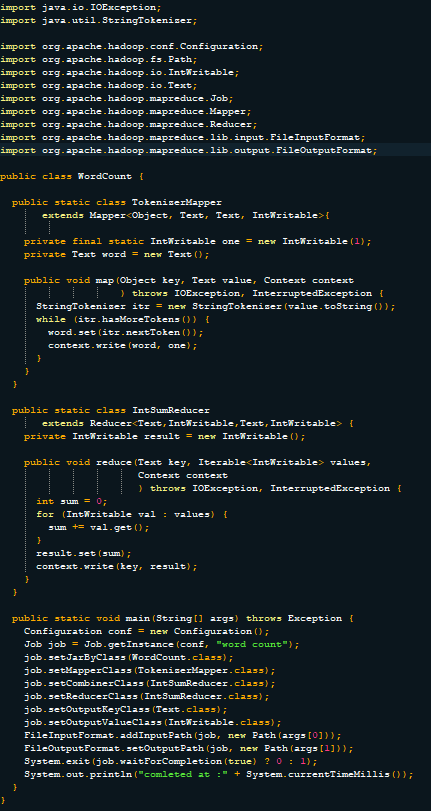 import java.io.IOException;
import java.util.StringTokenizer;
import org.apache.hadoop.conf.Configuration;
import org.apache.hadoop.fs.Path;
import org.apache.hadoop.io.IntWritable;
import org.apache.hadoop.io.Text;
import org.apache.hadoop.mapreduce.Job;
import org.apache.hadoop.mapreduce.Mapper;
import org.apache.hadoop.mapreduce.Reducer;
import org.apache.hadoop.mapreduce.lib.input.FileInputFormat;
import org.apache.hadoop.mapreduce.lib.output.FileOutputFormat;
public class WordCount {
public static class TokenizerMapper
extends Mapper<Object, Text, Text, IntWritable>{
private final static IntWritable one = new IntWritable(1);
private Text word = new Text();
public void map(Object key, Text value, Context context
) throws IOException, InterruptedException {
StringTokenizer itr = new StringTokenizer(value.toString());
while (itr.hasMoreTokens()) {
word.set(itr.nextToken());
context.write(word, one);
}
}
}
public static class IntSumReducer
extends Reducer<Text,IntWritable,Text,IntWritable> {
private IntWritable result = new IntWritable();
public void reduce(Text key, Iterable<IntWritable> values,
Context context
) throws IOException, InterruptedException {
int sum = 0;
for (IntWritable val : values) {
sum += val.get();
}
result.set(sum);
context.write(key, result);
}
}
public static void main(String[] args) throws Exception {
Configuration conf = new Configuration();
Job job = Job.getInstance(conf, "word count");
job.setJarByClass(WordCount.class);
job.setMapperClass(TokenizerMapper.class);
job.setCombinerClass(IntSumReducer.class);
job.setReducerClass(IntSumReducer.class);
job.setOutputKeyClass(Text.class);
job.setOutputValueClass(IntWritable.class);
FileInputFormat.addInputPath(job, new Path(args[0]));
FileOutputFormat.setOutputPath(job, new Path(args[1]));
System.exit(job.waitForCompletion(true) ? 0 : 1);
System.out.println("comleted at :" + System.currentTimeMillis());
}
}